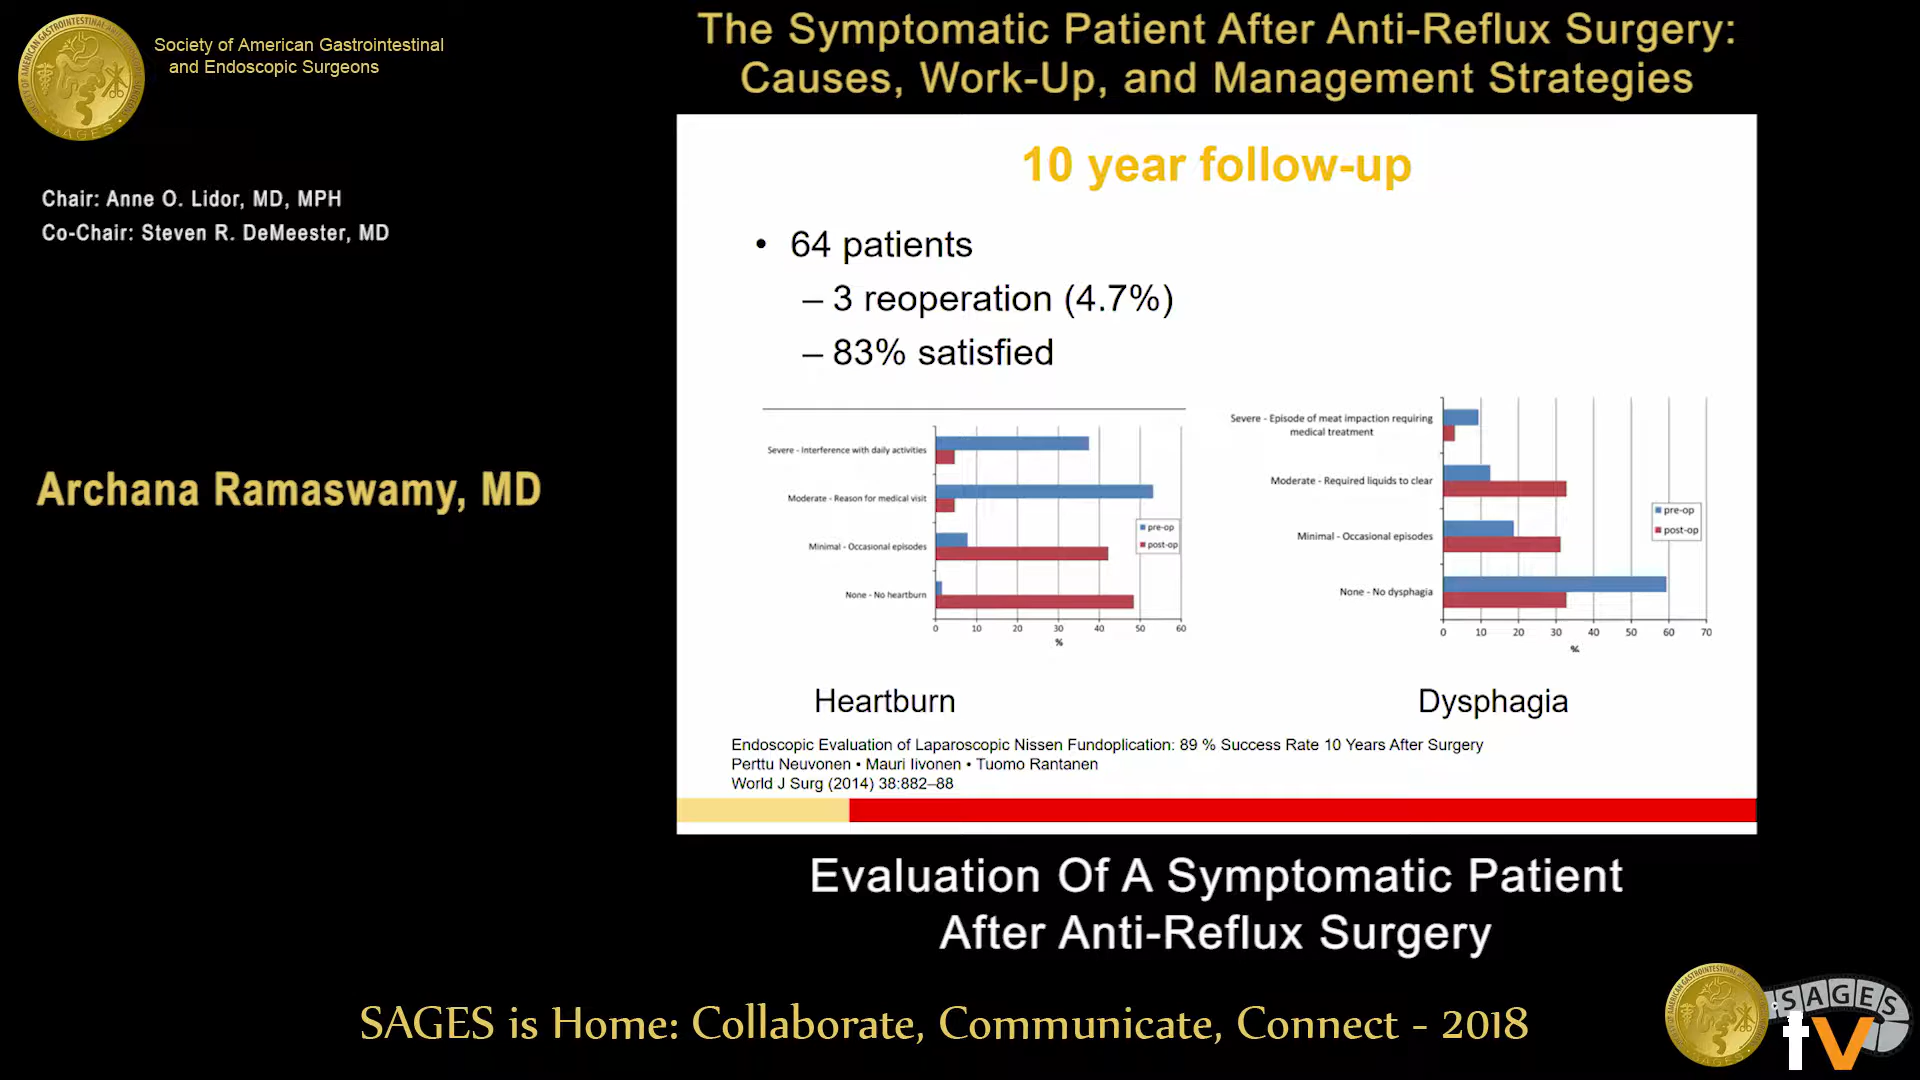 Society of American Gastrointestinal
and Endoscopic Surgeons
The Symptomatic Patient After Anti-Reflux Surgery:
Causes, Work-Up, and Management Strategies
Chair: Anne O. Lidor, MD, MPH
Co-Chair: Steven R. DeMeester, MD
Archana Ramaswamy, MD
10 year follow-up
• 64 patients
– 3 reoperation (4.7%)
– 83% satisfied
Severe - Interference with daily activities
Moderate - Reason for medical visit
Minimal - Occasional episodes
None - No heartburn
pre-op
post-op
0 10 20 30 40 50 60
%
Heartburn
Severe - Episode of meat impaction requiring
medical treatment
Moderate - Required liquids to clear
Minimal - Occasional episodes
None - No dysphagia
pre-op
post-op
0 10 20 30 40 50 60 70
%
Dysphagia
Endoscopic Evaluation of Laparoscopic Nissen Fundoplication: 89 % Success Rate 10 Years After Surgery
Perttu Neuvonen • Mauri Iivonen • Tuomo Rantanen
World J Surg (2014) 38:882–88
Evaluation Of A Symptomatic Patient
After Anti-Reflux Surgery
SAGES is Home: Collaborate, Communicate, Connect - 2018
SAGES
tv